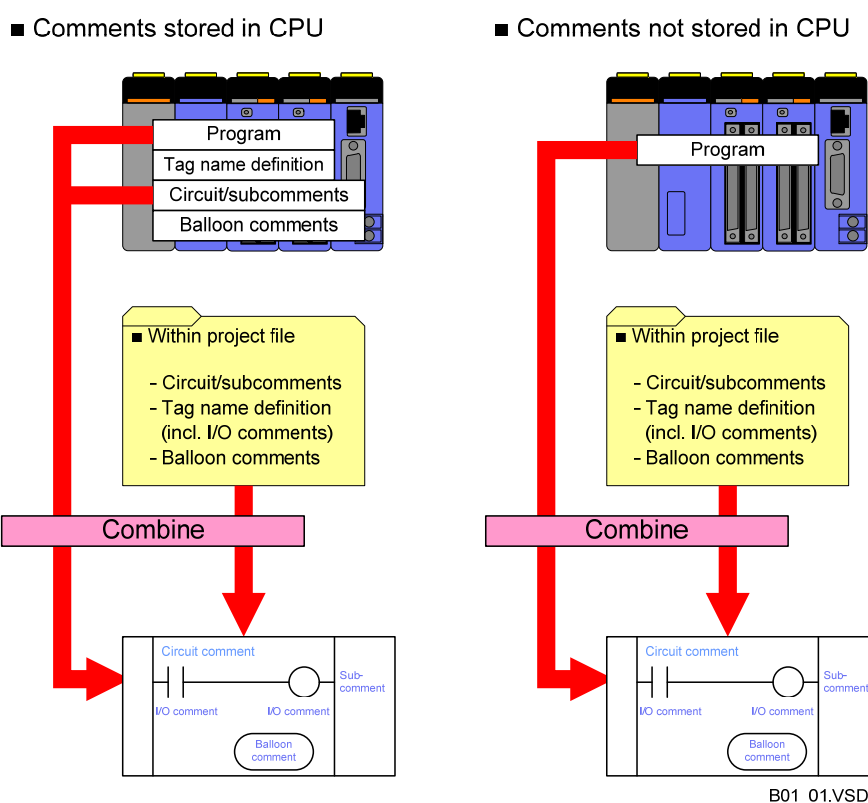 ■ Comments stored in CPU
Program
Tag name definition
Circuit/subcomments
Balloon comments
■ Within project file
- Circuit/subcomments
- Tag name definition
(incl. I/O comments)
- Balloon comments
Combine
Circuit comment
Sub-
comment
I/O comment
I/O comment
Balloon
comment
■ Comments not stored in CPU
Program
■ Within project file
- Circuit/subcomments
- Tag name definition
(incl. I/O comments)
- Balloon comments
Combine
Circuit comment
Sub-
comment
I/O comment
I/O comment
Balloon
comment
B01_01.VSD